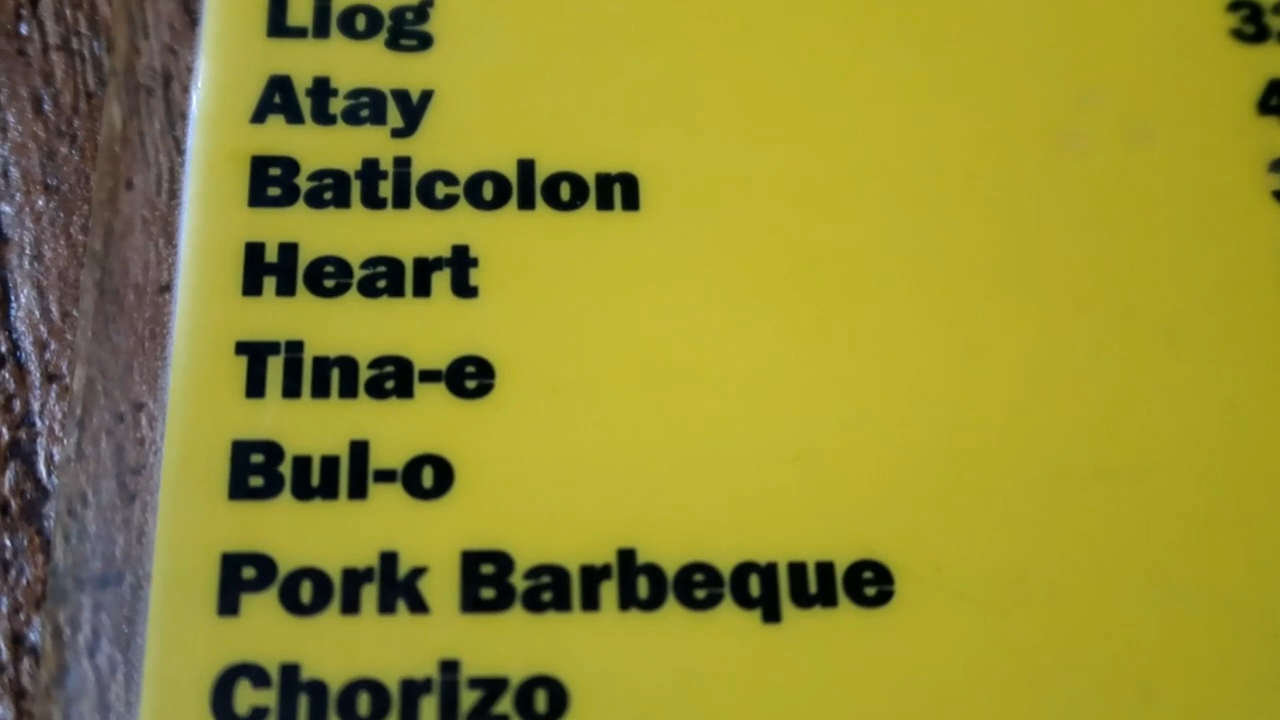 Liog
Atay
Baticolon
Heart
Tina-e
Bul-o
Pork Barbeque
Chorizo